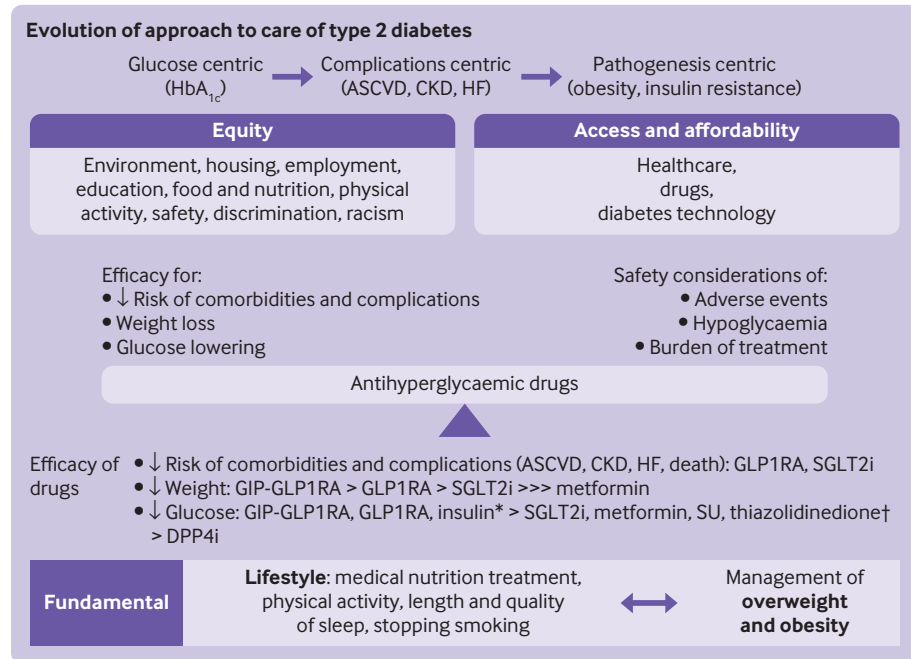 Evolution of approach to care of type 2 diabetes
Glucose centric
(HbA1c)
Complications centric
(ASCVD, CKD, HF)
Pathogenesis centric
(obesity, insulin resistance)
Equity
Environment, housing, employment,
education, food and nutrition, physical
activity, safety, discrimination, racism
Access and affordability
Healthcare,
drugs,
diabetes technology
Efficacy for:
• ↓ Risk of comorbidities and complications
• Weight loss
• Glucose lowering
Safety considerations of:
• Adverse events
• Hypoglycaemia
• Burden of treatment
Antihyperglycaemic drugs
Efficacy of
drugs
• ↓ Risk of comorbidities and complications (ASCVD, CKD, HF, death): GLP1RA, SGLT2i
• ↓ Weight: GIP-GLP1RA > GLP1RA > SGLT2i >>> metformin
• ↓ Glucose: GIP-GLP1RA, GLP1RA, insulin* > SGLT2i, metformin, SU, thiazolidinedione†
> DPP4i
Fundamental
Lifestyle: medical nutrition treatment,
physical activity, length and quality
of sleep, stopping smoking
Management of
overweight
and obesity